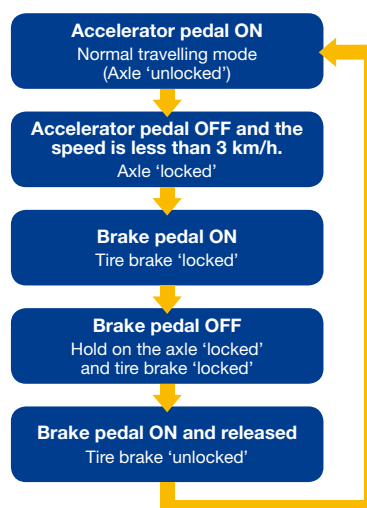 Accelerator pedal ON
Normal travelling mode
(Axle ‘unlocked’)
Accelerator pedal OFF and the
speed is less than 3 km/h.
Axle ‘locked’
Brake pedal ON
Tire brake ‘locked’
Brake pedal OFF
Hold on the axle ‘locked’
and tire brake ‘locked’
Brake pedal ON and released
Tire brake ‘unlocked’